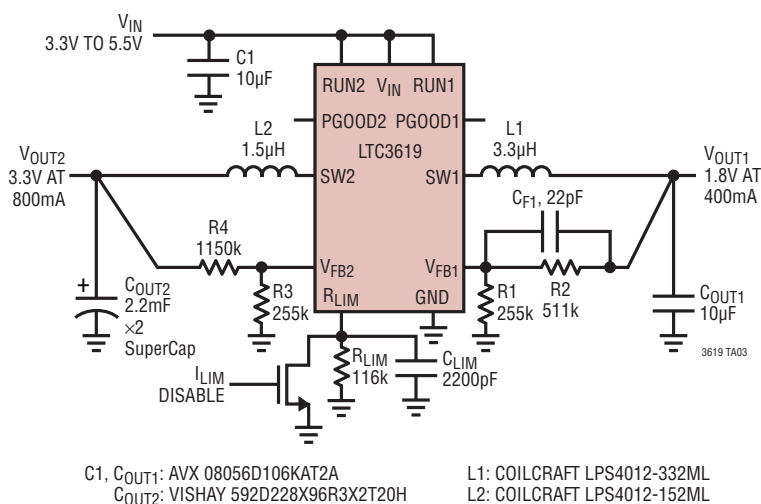 VIN
3.3V TO 5.5V
C1
10µF
RUN2 VIN RUN1
PGOOD2 PGOOD1
LTC3619
L2
1.5µH
L1
3.3µH
VOUT2
3.3V AT
800mA
SW2 SW1
VOUT1
1.8V AT
400mA
CF1, 22pF
R4
1150k
VFB2 VFB1
R3
255k
RLIM GND
R1
255k
R2
511k
+
COUT2
2.2mF
×2
SuperCap
COUT1
10µF
3619 TA03
ILIM
DISABLE
RLIM
116k
CLIM
2200pF
C1, COUT1: AVX 08056D106KAT2A
COUT2: VISHAY 592D228X96R3X2T20H
L1: COILCRAFT LPS4012-332ML
L2: COILCRAFT LPS4012-152ML